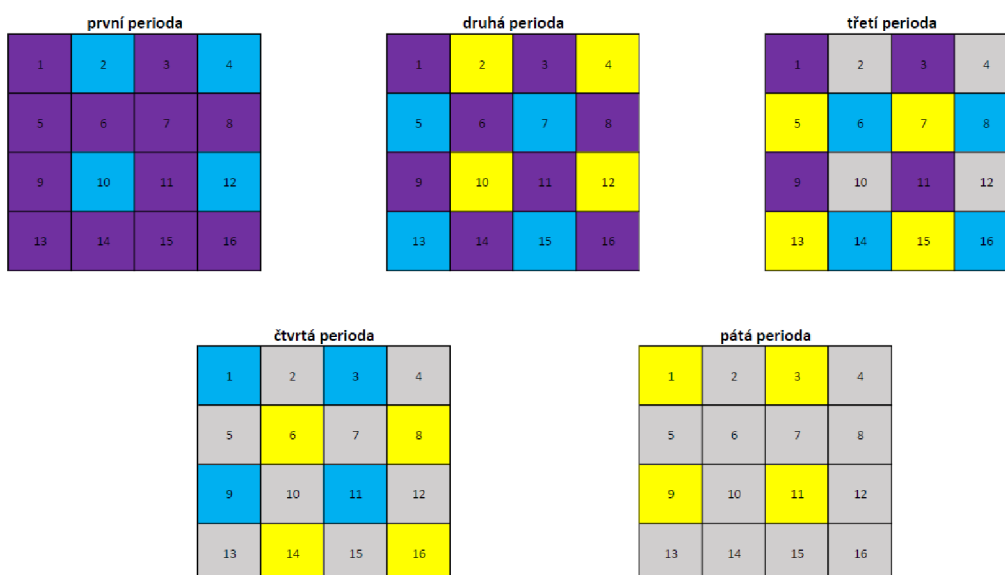 první perioda
1 2 3 4
5 6 7 8
9 10 11 12
13 14 15 16
druhá perioda
1 2 3 4
5 6 7 8
9 10 11 12
13 14 15 16
třetí perioda
1 2 3 4
5 6 7 8
9 10 11 12
13 14 15 16
čtvrtá perioda
1 2 3 4
5 6 7 8
9 10 11 12
13 14 15 16
pátá perioda
1 2 3 4
5 6 7 8
9 10 11 12
13 14 15 16